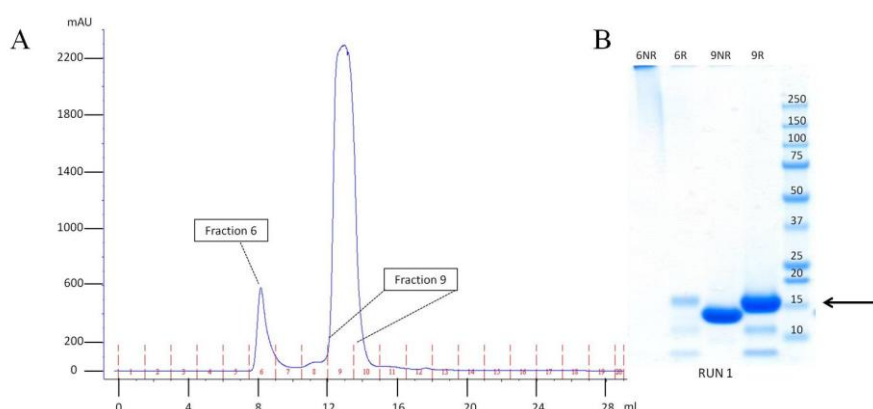 A
mAU
2200
1800
1400
1000
600
200
0
Fraction 6
Fraction 9
1 2 3 4 5 6 7 8 9 10 11 12 13 14 15 16 17 18 19 20
0 4 8 12 16 20 24 28 ml
B
6NR 6R 9NR 9R
250
150
100
75
50
37
25
20
15
10
RUN 1